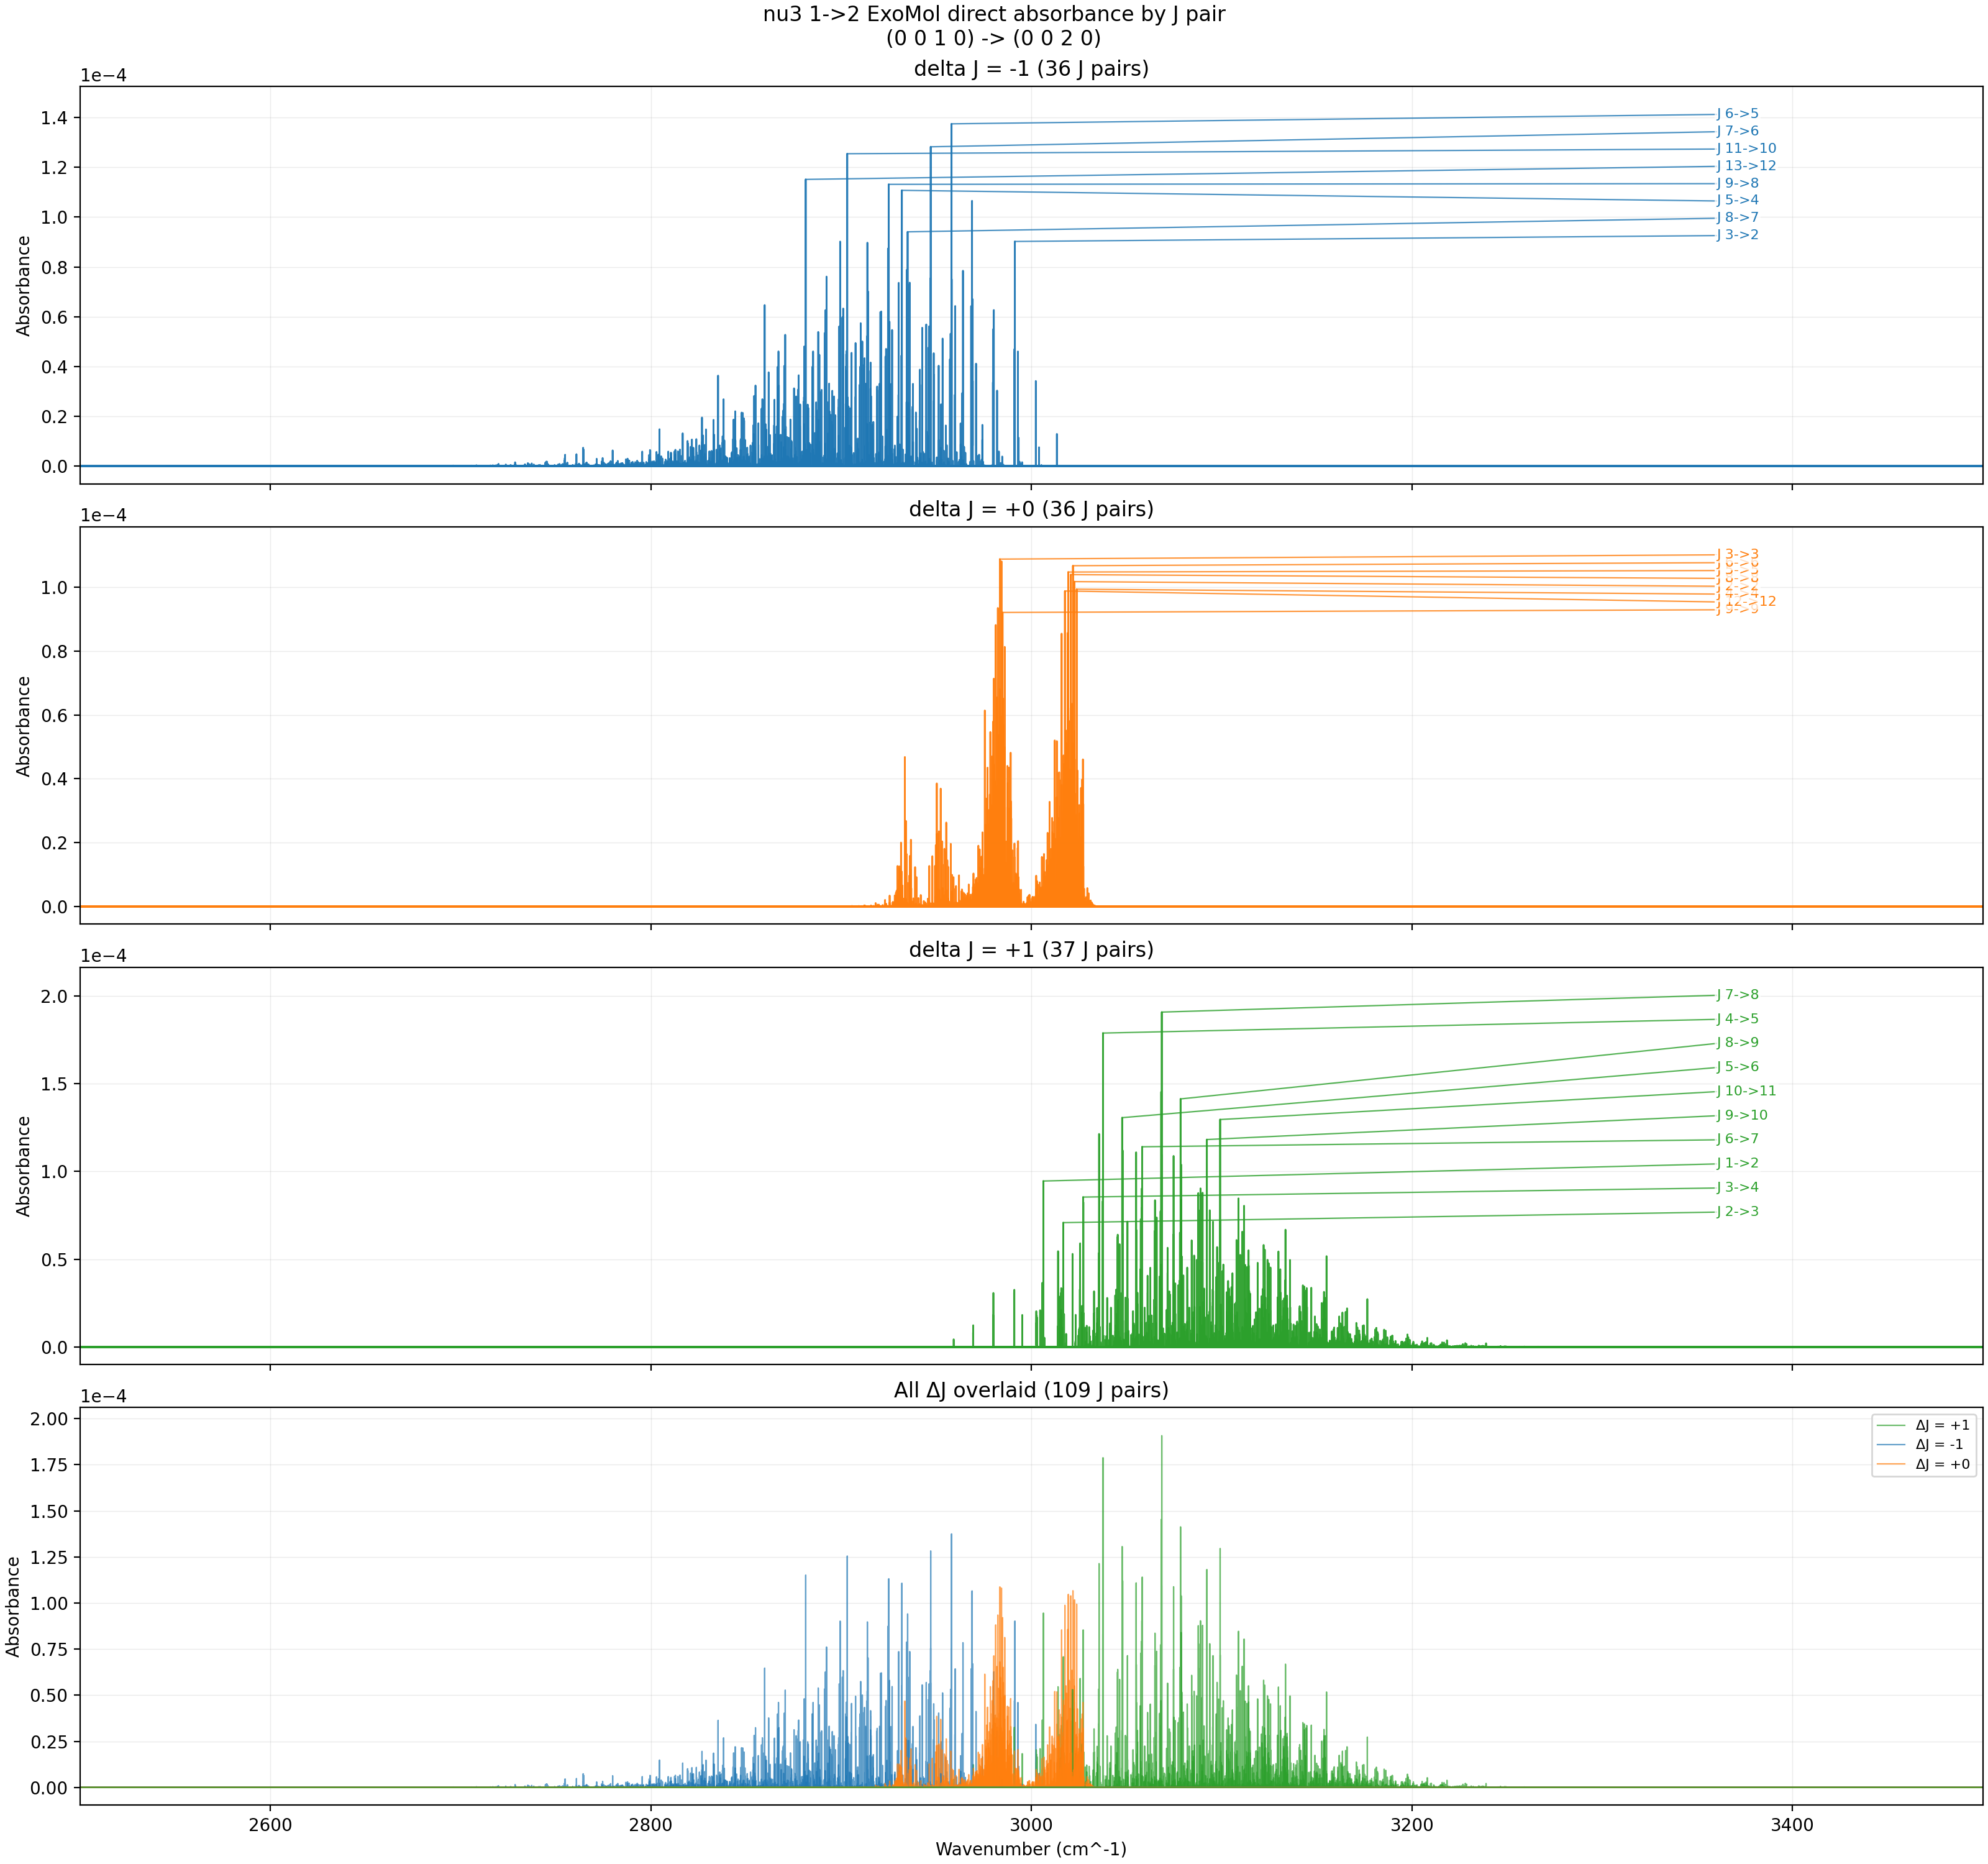 nu3 1->2 ExoMol direct absorbance by J pair
(0 0 1 0) -> (0 0 2 0)
delta J = -1 (36 J pairs)
1e−4
1.4
1.2
1.0
0.8
0.6
0.4
0.2
0.0
Absorbance
J 6->5
J 7->6
J 11->10
J 13->12
J 9->8
J 5->4
J 8->7
J 3->2
delta J = +0 (36 J pairs)
1e−4
1.0
0.8
0.6
0.4
0.2
0.0
Absorbance
J 3->3
J 12->12
J 9->9
delta J = +1 (37 J pairs)
1e−4
2.0
1.5
1.0
0.5
0.0
Absorbance
J 7->8
J 4->5
J 8->9
J 5->6
J 10->11
J 9->10
J 6->7
J 1->2
J 3->4
J 2->3
All ΔJ overlaid (109 J pairs)
1e−4
2.00
1.75
1.50
1.25
1.00
0.75
0.50
0.25
0.00
Absorbance
ΔJ = +1
ΔJ = -1
ΔJ = +0
2600 2800 3000 3200 3400
Wavenumber (cm^-1)